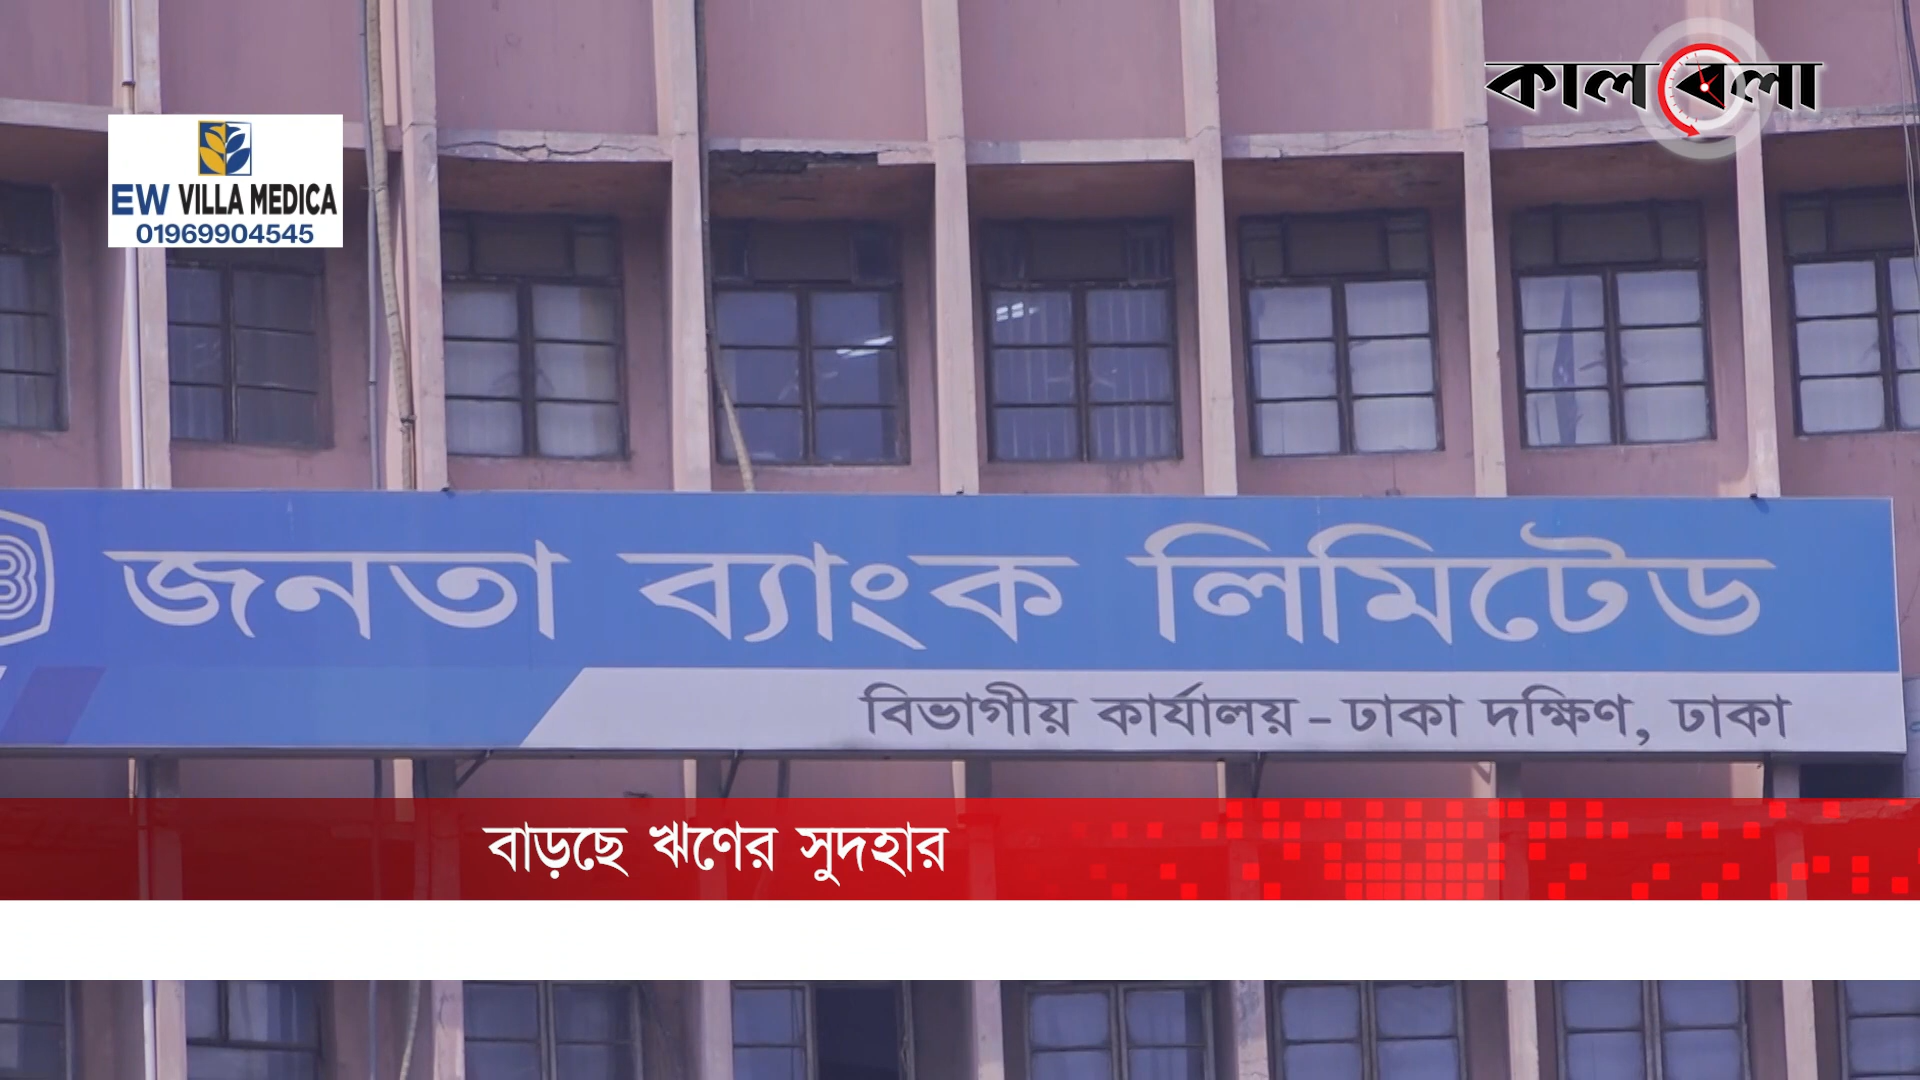 কালবেলা
EW VILLA MEDICA
01969904545
জনতা ব্যাংক লিমিটেড
বিভাগীয় কার্যালয় - ঢাকা দক্ষিণ, ঢাকা
বাড়ছে ঋণের সুদহার